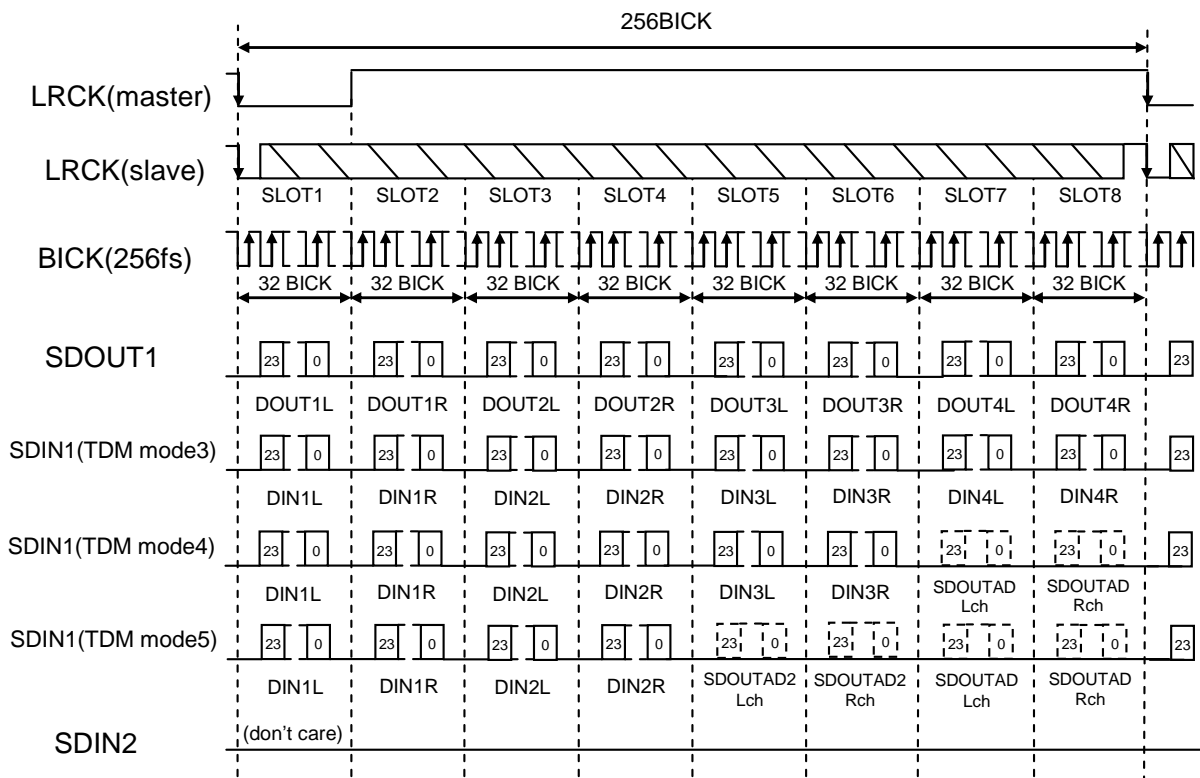 256BICK
LRCK(master)
LRCK(slave)
SLOT1 SLOT2 SLOT3 SLOT4 SLOT5 SLOT6 SLOT7 SLOT8
BICK(256fs)
32 BICK 32 BICK 32 BICK 32 BICK 32 BICK 32 BICK 32 BICK 32 BICK
SDOUT1
23 0 23 0 23 0 23 0 23 0 23 0 23 0 23 0 23
DOUT1L DOUT1R DOUT2L DOUT2R DOUT3L DOUT3R DOUT4L DOUT4R
SDIN1(TDM mode3)
23 0 23 0 23 0 23 0 23 0 23 0 23 0 23 0 23
DIN1L DIN1R DIN2L DIN2R DIN3L DIN3R DIN4L DIN4R
SDIN1(TDM mode4)
23 0 23 0 23 0 23 0 23 0 23 0 23 0 23 0 23
DIN1L DIN1R DIN2L DIN2R DIN3L DIN3R SDOUTAD SDOUTAD
Lch Rch
SDIN1(TDM mode5)
23 0 23 0 23 0 23 0 23 0 23 0 23 0 23 0 23
DIN1L DIN1R DIN2L DIN2R SDOUTAD2 SDOUTAD2 SDOUTAD SDOUTAD
Lch Rch Lch Rch
SDIN2
(don't care)